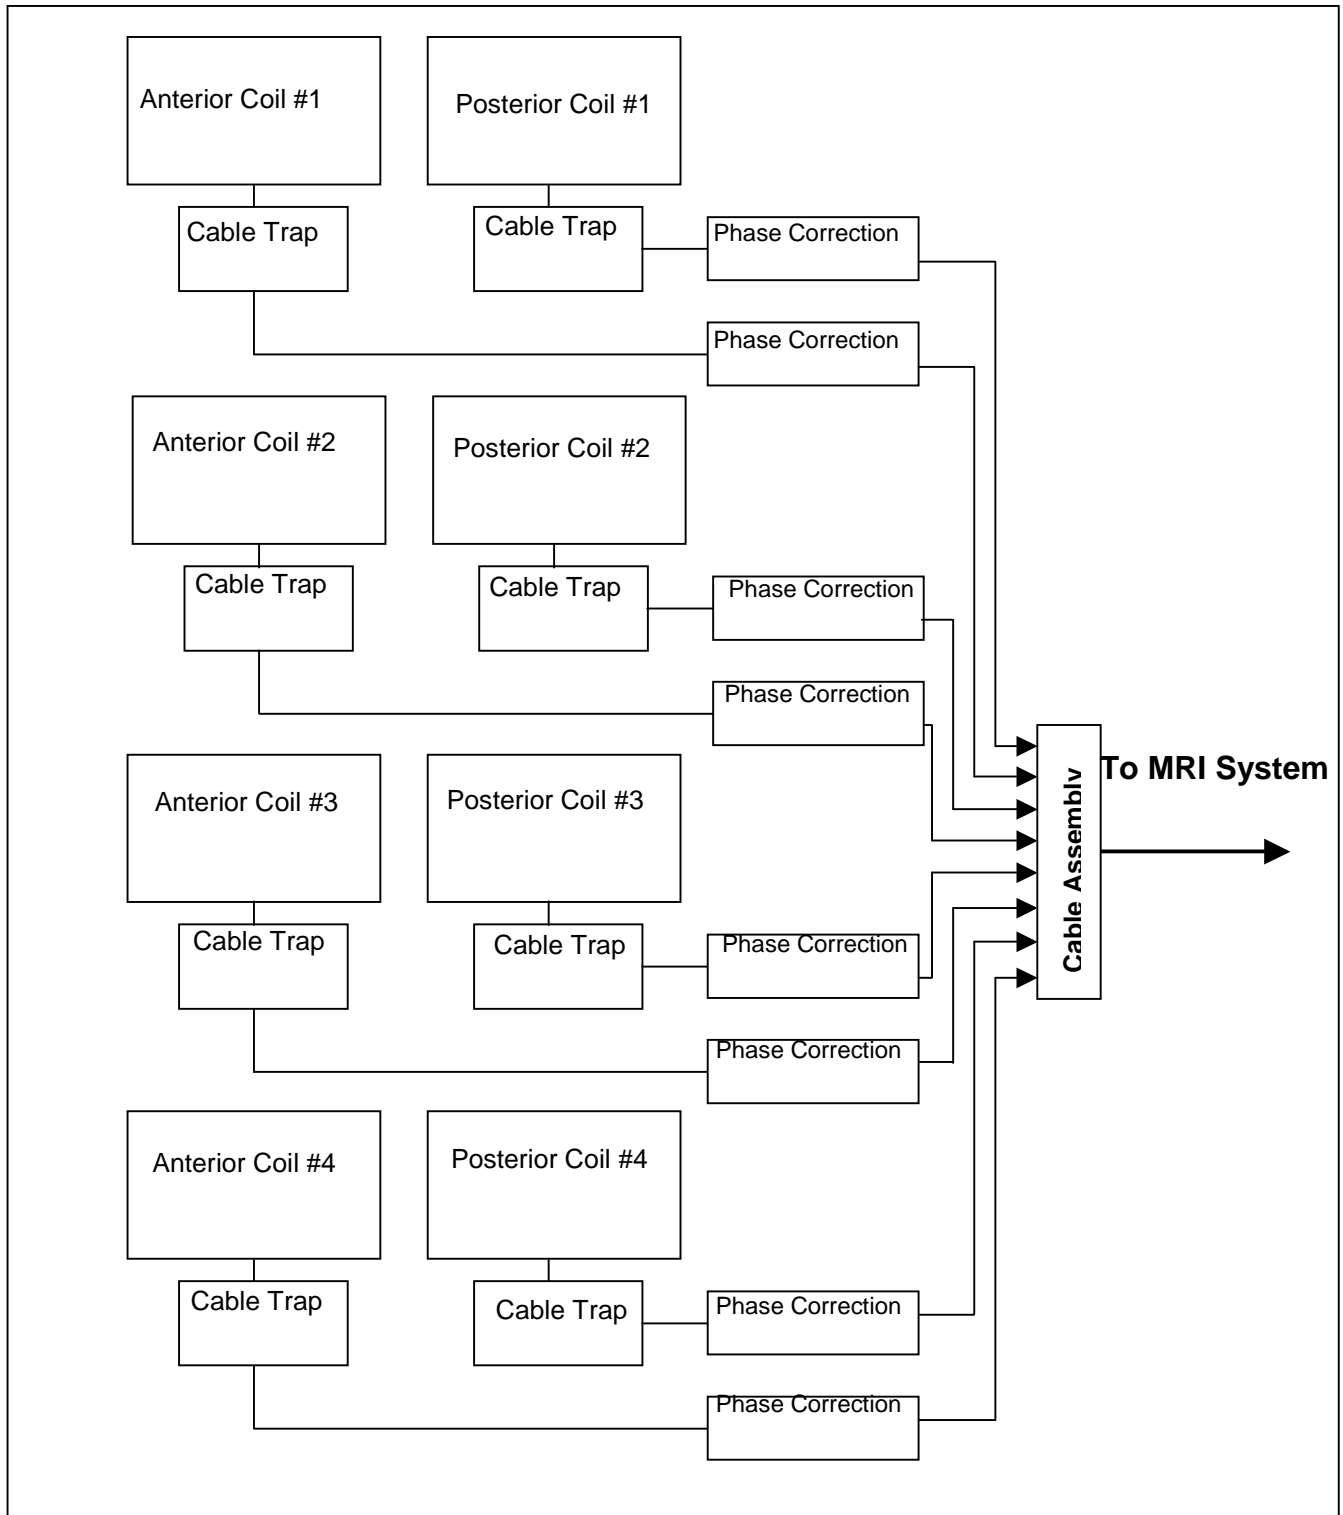 Anterior Coil #1
Posterior Coil #1
Cable Trap
Cable Trap
Phase Correction
Phase Correction
Anterior Coil #2
Posterior Coil #2
Cable Trap
Cable Trap
Phase Correction
Phase Correction
To MRI System
Cable Assembly
Anterior Coil #3
Posterior Coil #3
Cable Trap
Cable Trap
Phase Correction
Phase Correction
Anterior Coil #4
Posterior Coil #4
Cable Trap
Cable Trap
Phase Correction
Phase Correction